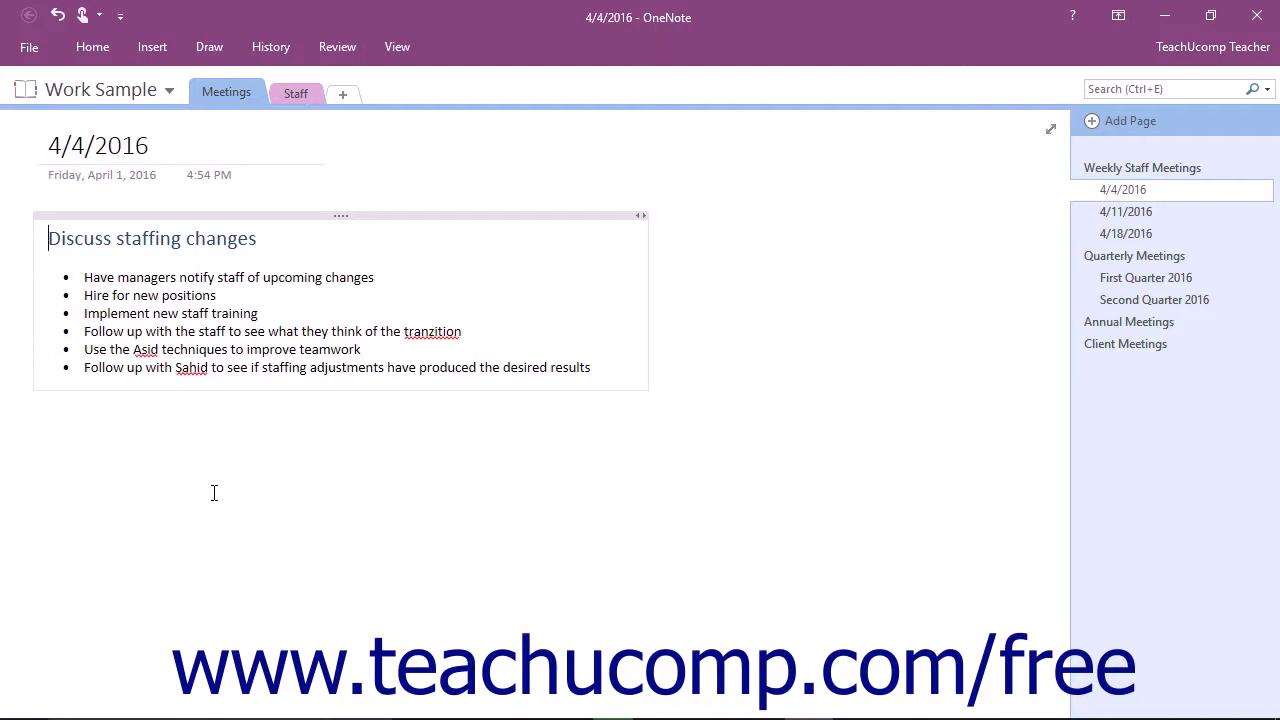 4/4/2016 - OneNote
?
File Home Insert Draw History Review View TeachUcomp Teacher
Work Sample Meetings Staff + Search (Ctrl+E)
Add Page
4/4/2016
Friday, April 1, 2016 4:54 PM
Discuss staffing changes
• Have managers notify staff of upcoming changes
• Hire for new positions
• Implement new staff training
• Follow up with the staff to see what they think of the tranzition
• Use the Asid techniques to improve teamwork
• Follow up with Sahid to see if staffing adjustments have produced the desired results
Weekly Staff Meetings
4/4/2016
4/11/2016
4/18/2016
Quarterly Meetings
First Quarter 2016
Second Quarter 2016
Annual Meetings
Client Meetings
www.teachucomp.com/free